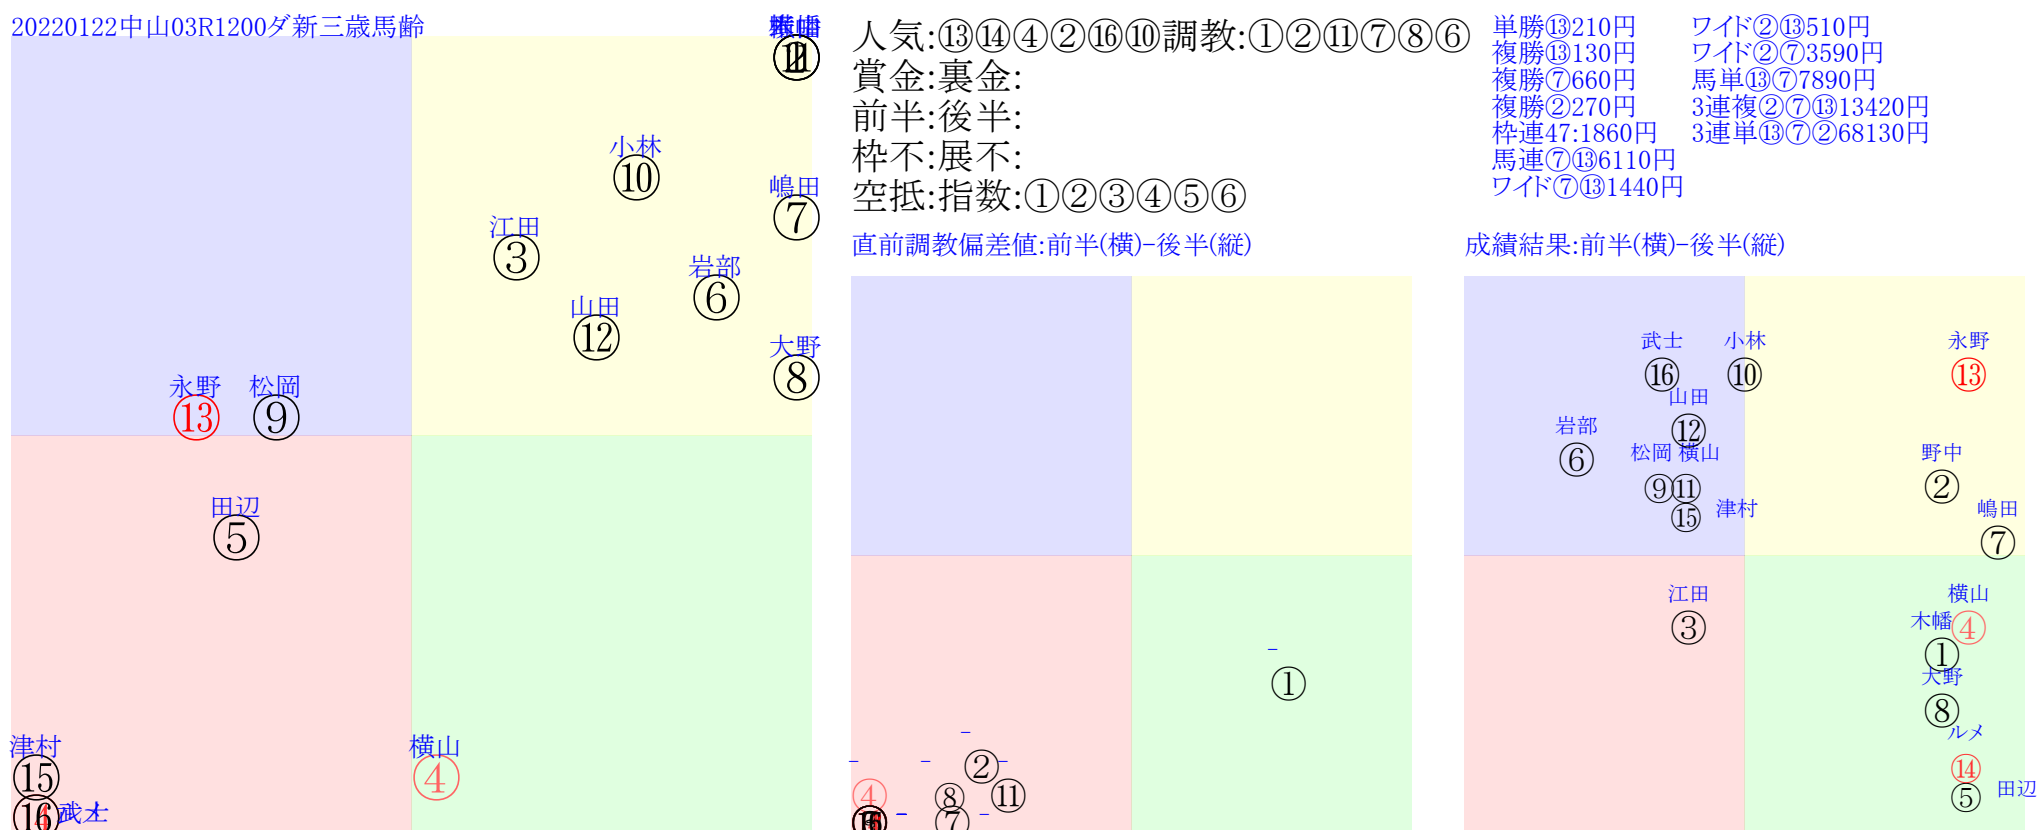 20220122中山03R1200ダ新三歳馬齢
小林
⑩
嶋田
⑦
江田
③
岩部
⑥
山田
⑫
大野
⑧
永野
⑬
松岡
⑨
田辺
⑤
津村
⑮
横山
④
⑯
武士
人気:⑬⑭④②⑯⑩調教:①②⑪⑦⑧⑥
賞金:裏金:
前半:後半:
枠不:展不:
空抵:指数:①②③④⑤⑥
単勝⑬210円
複勝⑬130円
複勝⑦660円
複勝②270円
枠連47:1860円
馬連⑦⑬6110円
ワイド⑦⑬1440円
ワイド②⑬510円
ワイド②⑦3590円
馬単⑬⑦7890円
3連複②⑦⑬13420円
3連単⑬⑦②68130円
直前調教偏差値:前半(横)-後半(縦)
①
②
④
⑧
⑪
⑦
成績結果:前半(横)-後半(縦)
武士
⑯
小林
⑩
永野
⑬
山田
⑫
岩部
⑥
松岡
⑨
横山
⑪
野中
②
津村
⑮
嶋田
⑦
江田
③
横山
④
木幡
①
大野
⑧
ルメ
⑭
田辺
⑤